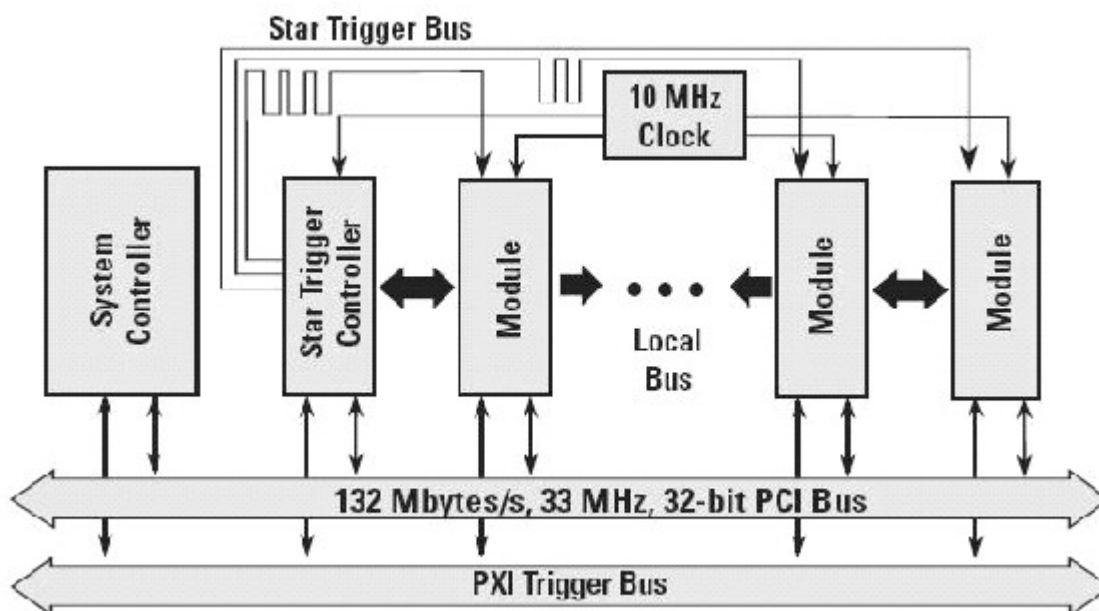 Star Trigger Bus
10 MHz
Clock
System
Controller
Star Trigger
Controller
Module
Module
Module
Local
Bus
132 Mbytes/s, 33 MHz, 32-bit PCI Bus
PXI Trigger Bus